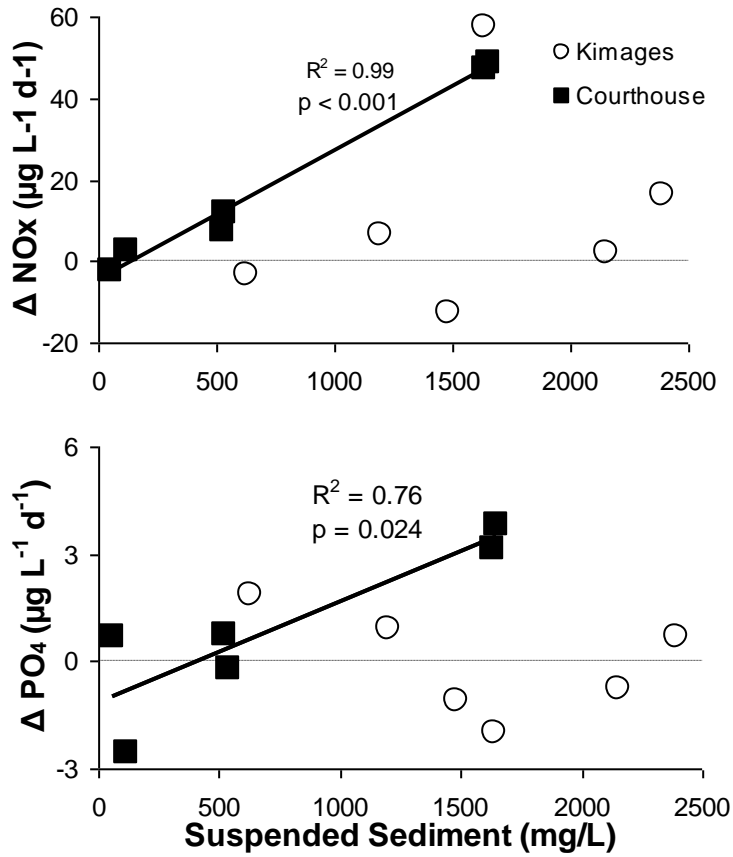 60
40
20
0
-20
Δ NOx (µg L-1 d-1)
R² = 0.99
p < 0.001
Kimages
Courthouse
0 500 1000 1500 2000 2500
6
3
0
-3
Δ PO₄ (µg L⁻¹ d⁻¹)
R² = 0.76
p = 0.024
0 500 1000 1500 2000 2500
Suspended Sediment (mg/L)